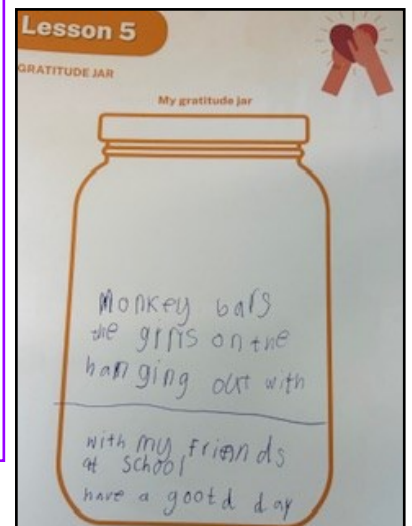 Lesson 5
GRATITUDE JAR
My gratitude jar
Monkey bars
the grils on the
hanging out with
with my friends
at school
have a gootd day